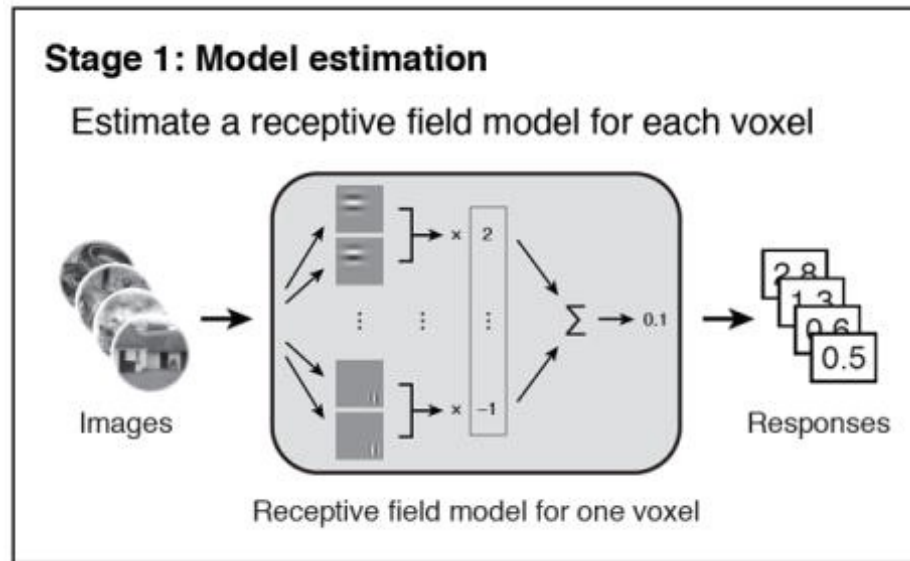 Stage 1: Model estimation
Estimate a receptive field model for each voxel
× 2
⋮ ⋮ ⋮
∑ 0.1
× −1
2.8
1.3
0.6
0.5
Images
Responses
Receptive field model for one voxel